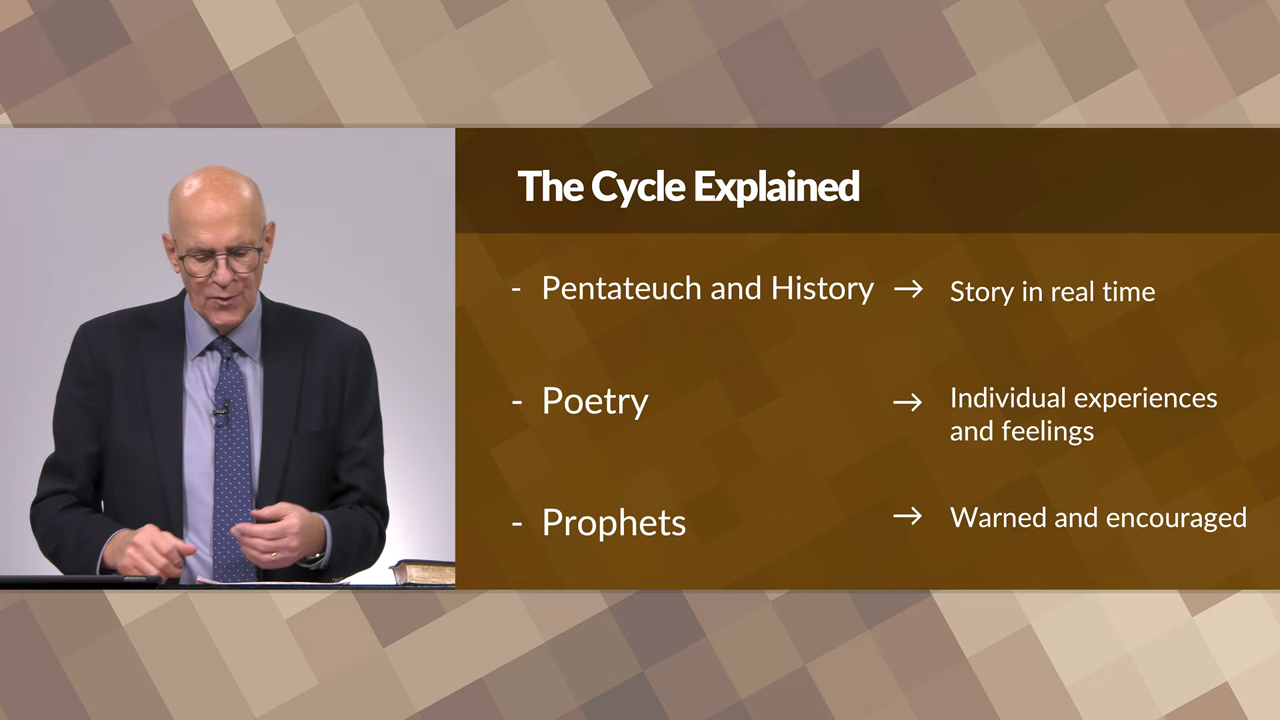 The Cycle Explained
- Pentateuch and History → Story in real time
- Poetry → Individual experiences
and feelings
- Prophets → Warned and encouraged